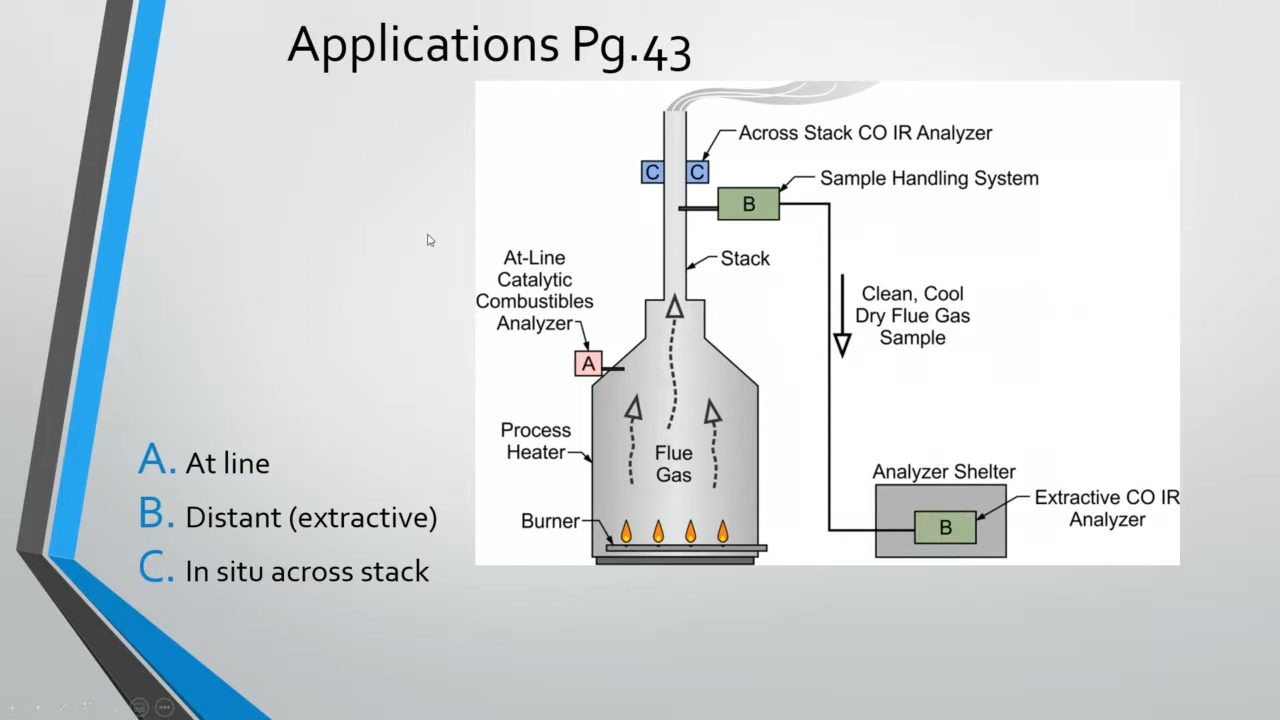 Applications Pg.43
Across Stack CO IR Analyzer
C
C
Sample Handling System
B
At-Line
Catalytic
Combustibles
Analyzer
Stack
Clean, Cool
Dry Flue Gas
Sample
A
Process
Heater
Flue
Gas
Burner
Analyzer Shelter
Extractive CO IR
Analyzer
B
A. At line
B. Distant (extractive)
C. In situ across stack